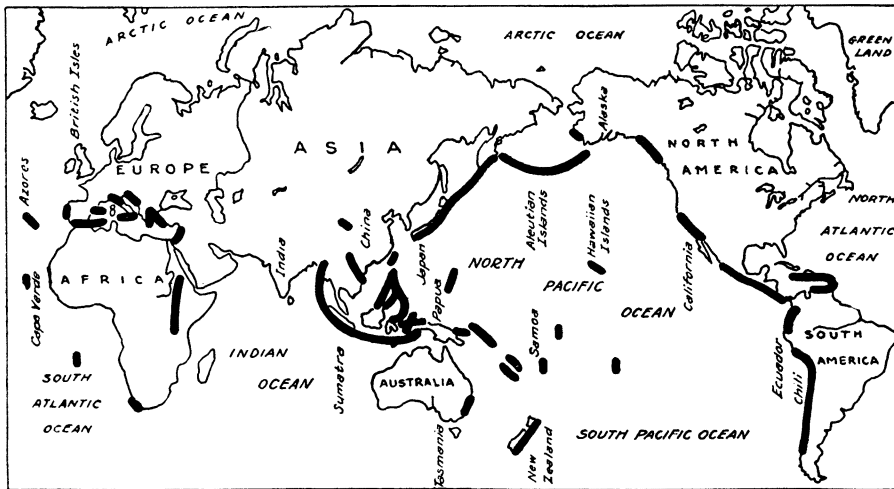 ARCTIC OCEAN
ARCTIC OCEAN
GREEN
LAND
British Isles
Alaska
ASIA
EUROPE
NORTH
AMERICA
Azores
China
Aleutian
Islands
Hawaiian
Islands
NORTH
ATLANTIC
OCEAN
India
Japan
NORTH
PACIFIC
OCEAN
California
AFRICA
Capo Verde
Papua
Samoa
INDIAN
OCEAN
Sumatra
AUSTRALIA
Ecuador
Chili
SOUTH
AMERICA
SOUTH
ATLANTIC
OCEAN
Tasmania
New
Zealand
SOUTH PACIFIC OCEAN